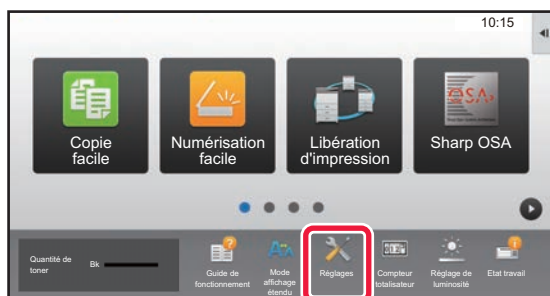 10:15
Copie
facile
Numérisation
facile
Libération
d'impression
OSA
Sharp OSA
Quantité de
toner
Bk
Guide de
fonctionnement
Mode
affichage
étendu
Réglages
Compteur
totalisateur
Réglage de
luminosité
Etat travail